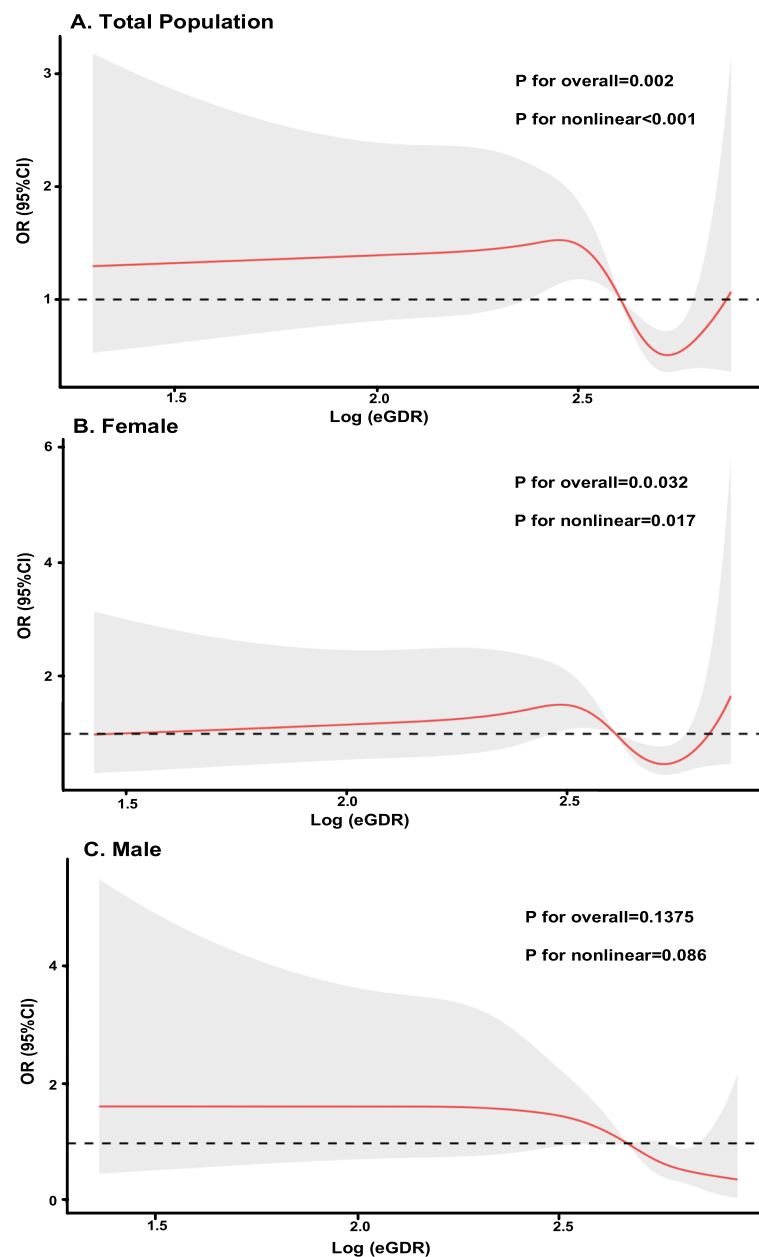 A. Total Population
P for overall=0.002
P for nonlinear<0.001
OR (95%CI)
3
2
1
1.5
2.0
2.5
Log (eGDR)
B. Female
P for overall=0.0.032
P for nonlinear=0.017
OR (95%CI)
6
4
2
1.5
2.0
2.5
Log (eGDR)
C. Male
P for overall=0.1375
P for nonlinear=0.086
OR (95%CI)
4
2
0
1.5
2.0
2.5
Log (eGDR)